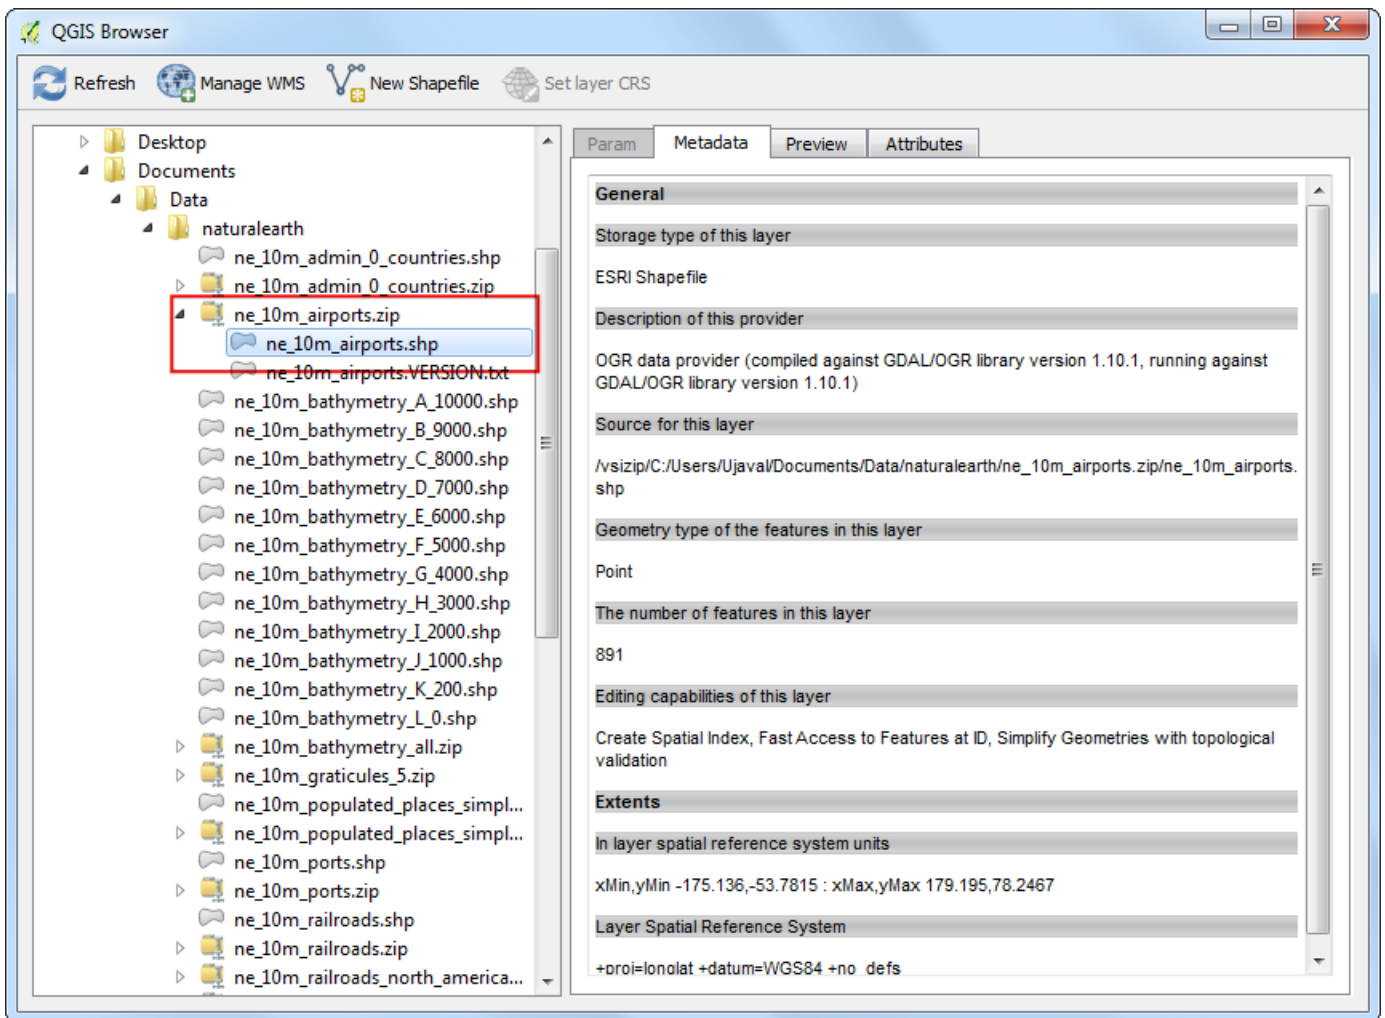 QGIS Browser
Refresh
Manage WMS
New Shapefile
Set layer CRS
Desktop
Documents
Data
naturalearth
ne_10m_admin_0_countries.shp
ne_10m_admin_0_countries.zip
ne_10m_airports.zip
ne_10m_airports.shp
ne_10m_airports.VERSION.txt
ne_10m_bathymetry_A_10000.shp
ne_10m_bathymetry_B_9000.shp
ne_10m_bathymetry_C_8000.shp
ne_10m_bathymetry_D_7000.shp
ne_10m_bathymetry_E_6000.shp
ne_10m_bathymetry_F_5000.shp
ne_10m_bathymetry_G_4000.shp
ne_10m_bathymetry_H_3000.shp
ne_10m_bathymetry_I_2000.shp
ne_10m_bathymetry_J_1000.shp
ne_10m_bathymetry_K_200.shp
ne_10m_bathymetry_L_0.shp
ne_10m_bathymetry_all.zip
ne_10m_graticules_5.zip
ne_10m_populated_places_simpl...
ne_10m_populated_places_simpl...
ne_10m_ports.shp
ne_10m_ports.zip
ne_10m_railroads.shp
ne_10m_railroads.zip
ne_10m_railroads_north_america...
Param
Metadata
Preview
Attributes
General
Storage type of this layer
ESRI Shapefile
Description of this provider
OGR data provider (compiled against GDAL/OGR library version 1.10.1, running against
GDAL/OGR library version 1.10.1)
Source for this layer
/vsizip/C:/Users/Ujaval/Documents/Data/naturalearth/ne_10m_airports.zip/ne_10m_airports.
shp
Geometry type of the features in this layer
Point
The number of features in this layer
891
Editing capabilities of this layer
Create Spatial Index, Fast Access to Features at ID, Simplify Geometries with topological
validation
Extents
In layer spatial reference system units
xMin,yMin -175.136,-53.7815 : xMax,yMax 179.195,78.2467
Layer Spatial Reference System
+proj=longlat +datum=WGS84 +no_defs